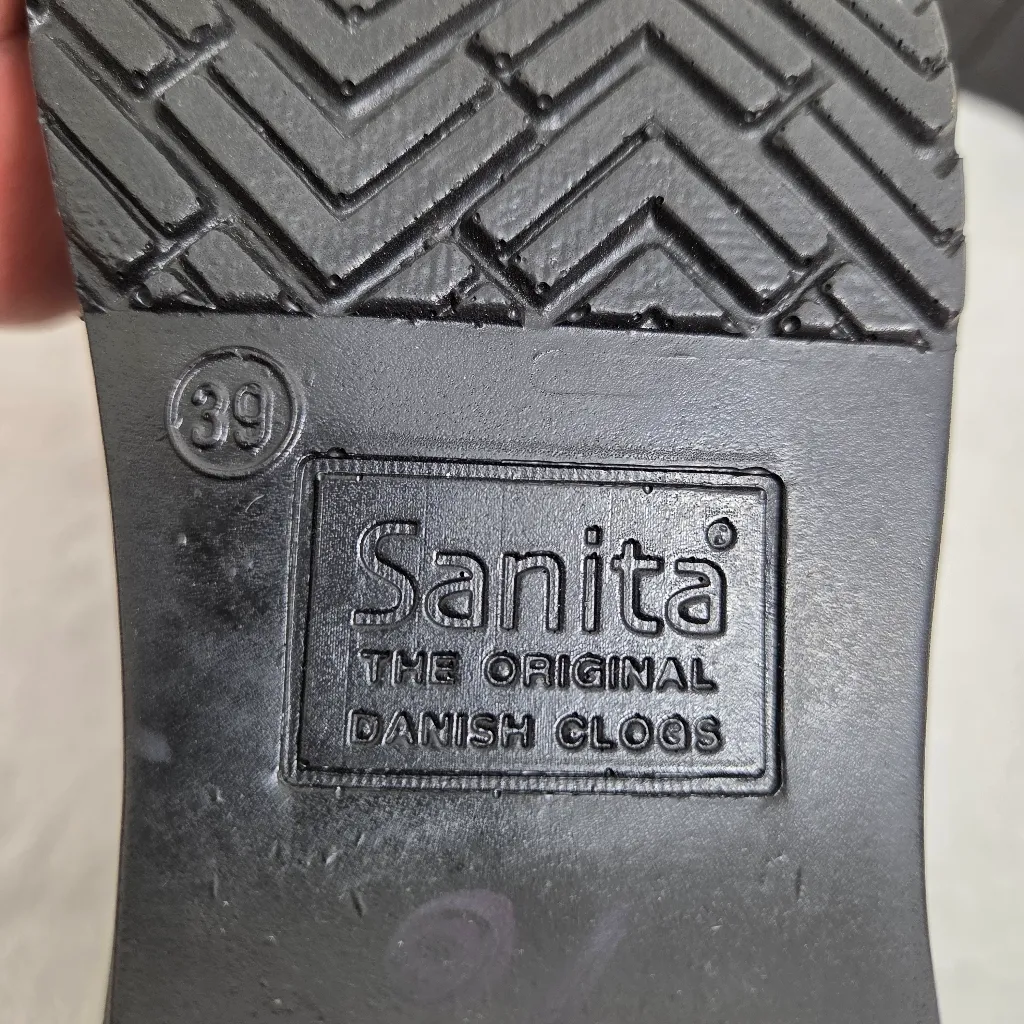 39
Sanita®
THE ORIGINAL
DANISH CLOGS